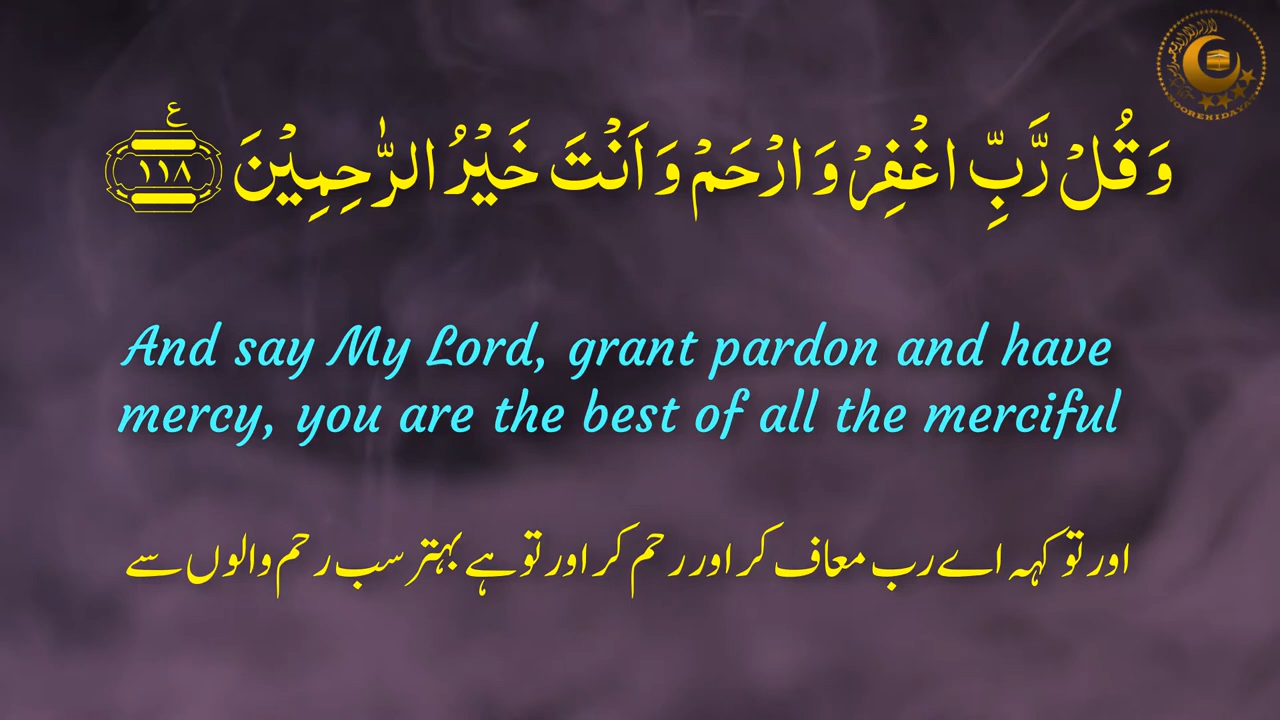 وَقُلْ رَّبِّ اغْفِرْ وَارْحَمْ وَاَنْتَ خَيْرُ الرّٰحِمِيْنَ ١١٨ ع
And say My Lord, grant pardon and have
mercy, you are the best of all the merciful
اور تو کہہ اے رب معاف کر اور رحم کر اور تو ہے بہتر سب رحم والوں سے
NOOREHIDAYAT